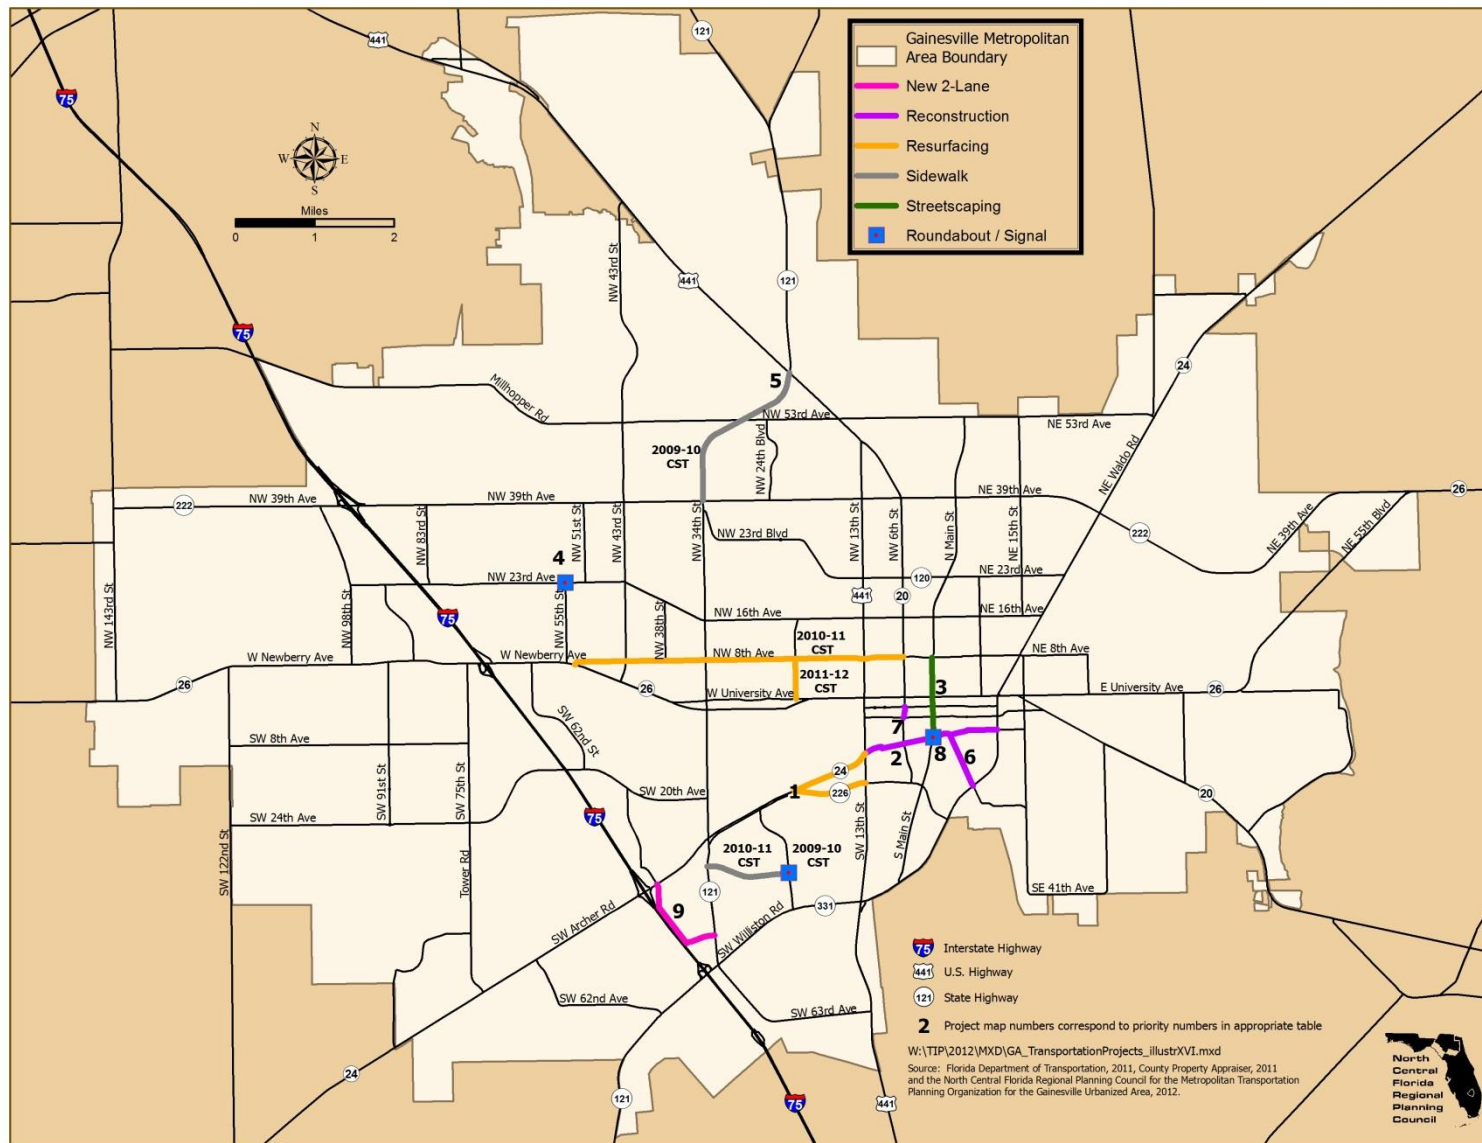 Gainesville Metropolitan
Area Boundary
New 2-Lane
Reconstruction
Resurfacing
Sidewalk
Streetscaping
Roundabout / Signal
441
121
75
N
W
E
S
Miles
0
1
2
NW 43rd St
441
121
75
24
Millhopper Rd
5
NW 53rd Ave
NE 53rd Ave
NW 24th Blvd
2009-10
CST
NE Waldo Rd
222
NW 39th Ave
NW 39th Ave
NE 39th Ave
26
NW 83rd St
NW 51st St
NW 43rd St
NW 34th St
NW 23rd Blvd
NW 13th St
NW 6th St
N Main St
NE 15th St
222
NE 39th Ave
NE 55th Blvd
4
NW 23rd Ave
120
NE 23rd Ave
NW 143rd St
NW 98th St
75
NW 55th St
NW 38th St
441
20
NW 16th Ave
NE 16th Ave
2010-11
CST
W Newberry Ave
W Newberry Ave
NW 8th Ave
NE 8th Ave
2011-12
CST
26
26
W University Ave
3
E University Ave
26
SW 62nd St
7
SW 8th Ave
2
8
6
24
1
226
SW 91st St
SW 75th St
SW 20th Ave
20
SW 24th Ave
75
SW 122nd St
SW 13th St
S Main St
2010-11
CST
2009-10
CST
Tower Rd
121
SE 41th Ave
9
331
SW Archer Rd
SW Williston Rd
SW 62nd Ave
SW 63rd Ave
24
121
75
441
75
Interstate Highway
441
U.S. Highway
121
State Highway
2
Project map numbers correspond to priority numbers in appropriate table
W:\TIP\2012\MXD\GA_TransportationProjects_illustrXVI.mxd
Source: Florida Department of Transportation, 2011, County Property Appraiser, 2011
and the North Central Florida Regional Planning Council for the Metropolitan Transportation
Planning Organization for the Gainesville Urbanized Area, 2012.
North
Central
Florida
Regional
Planning
Council